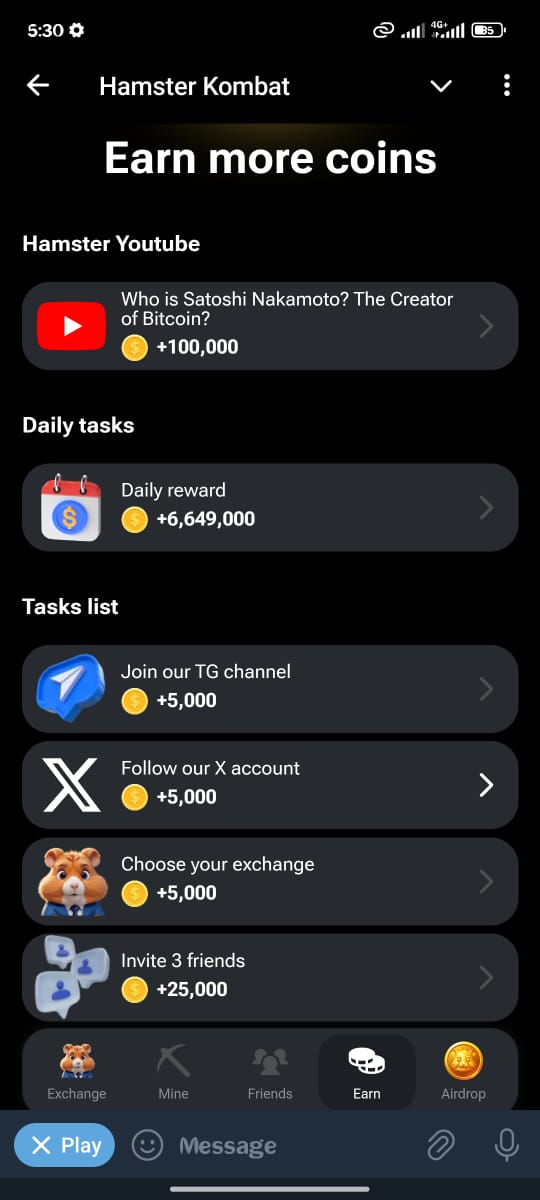 5:30
4G+
85
Hamster Kombat
Earn more coins
Hamster Youtube
Who is Satoshi Nakamoto? The Creator
of Bitcoin?
+100,000
Daily tasks
Daily reward
+6,649,000
Tasks list
Join our TG channel
+5,000
Follow our X account
+5,000
Choose your exchange
+5,000
Invite 3 friends
+25,000
Exchange Mine Friends Earn Airdrop
Play Message